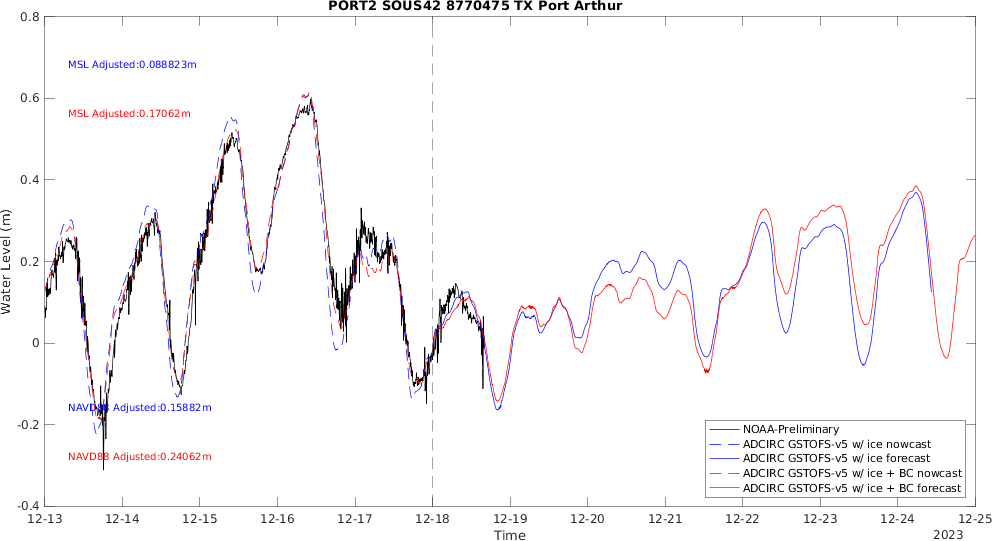 PORT2 SOUS42 8770475 TX Port Arthur
0.8
0.6
0.4
0.2
0
-0.2
-0.4
Water Level (m)
MSL Adjusted:0.088823m
MSL Adjusted:0.17062m
NAVD88 Adjusted:0.15882m
NAVD88 Adjusted:0.24062m
NOAA-Preliminary
ADCIRC GSTOFS-v5 w/ ice nowcast
ADCIRC GSTOFS-v5 w/ ice forecast
ADCIRC GSTOFS-v5 w/ ice + BC nowcast
ADCIRC GSTOFS-v5 w/ ice + BC forecast
12-13 12-14 12-15 12-16 12-17 12-18 12-19 12-20 12-21 12-22 12-23 12-24 12-25
Time
2023